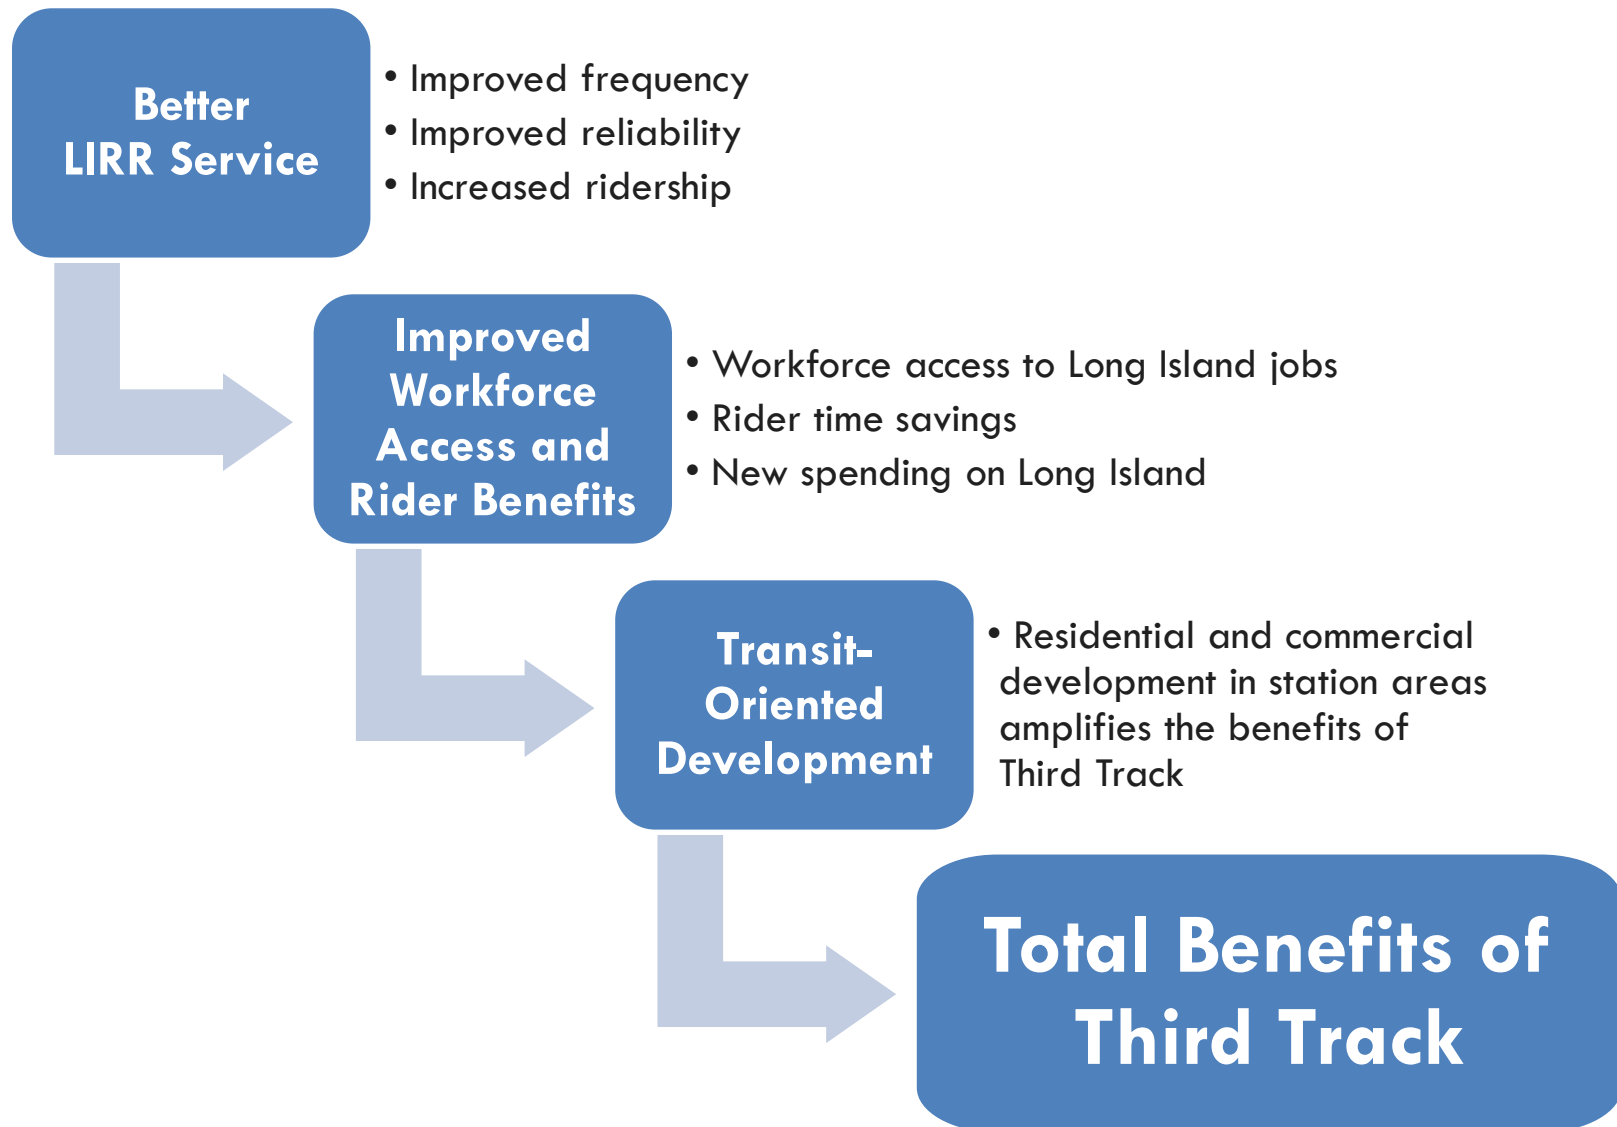 Better
LIRR Service
• Improved frequency
• Improved reliability
• Increased ridership
Improved
Workforce
Access and
Rider Benefits
• Workforce access to Long Island jobs
• Rider time savings
• New spending on Long Island
Transit-
Oriented
Development
• Residential and commercial
development in station areas
amplifies the benefits of
Third Track
Total Benefits of
Third Track